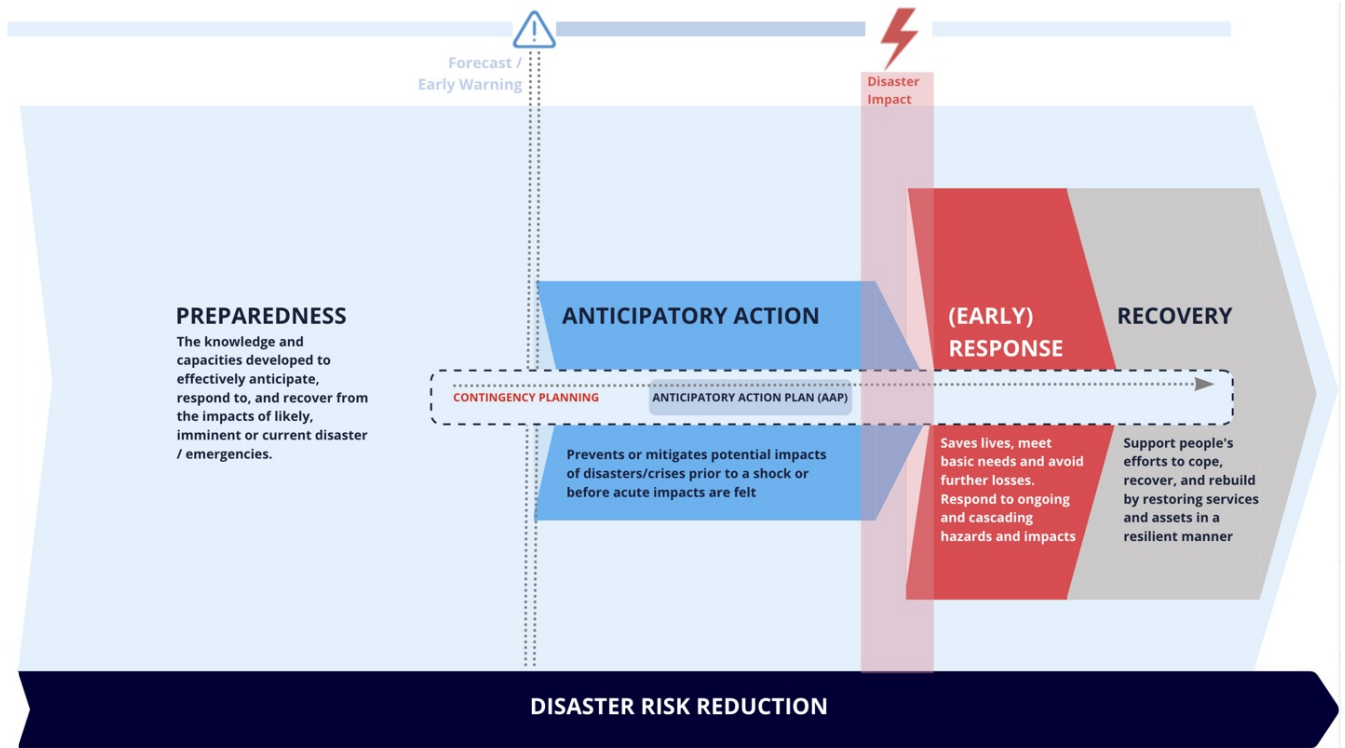 Forecast /
Early Warning
Disaster
Impact
PREPAREDNESS
The knowledge and
capacities developed to
effectively anticipate,
respond to, and recover from
the impacts of likely,
imminent or current disaster
/ emergencies.
ANTICIPATORY ACTION
(EARLY)
RESPONSE
RECOVERY
CONTINGENCY PLANNING
ANTICIPATORY ACTION PLAN (AAP)
Prevents or mitigates potential impacts
of disasters/crises prior to a shock or
before acute impacts are felt
Saves lives, meet
basic needs and avoid
further losses.
Respond to ongoing
and cascading
hazards and impacts
Support people's
efforts to cope,
recover, and rebuild
by restoring services
and assets in a
resilient manner
DISASTER RISK REDUCTION